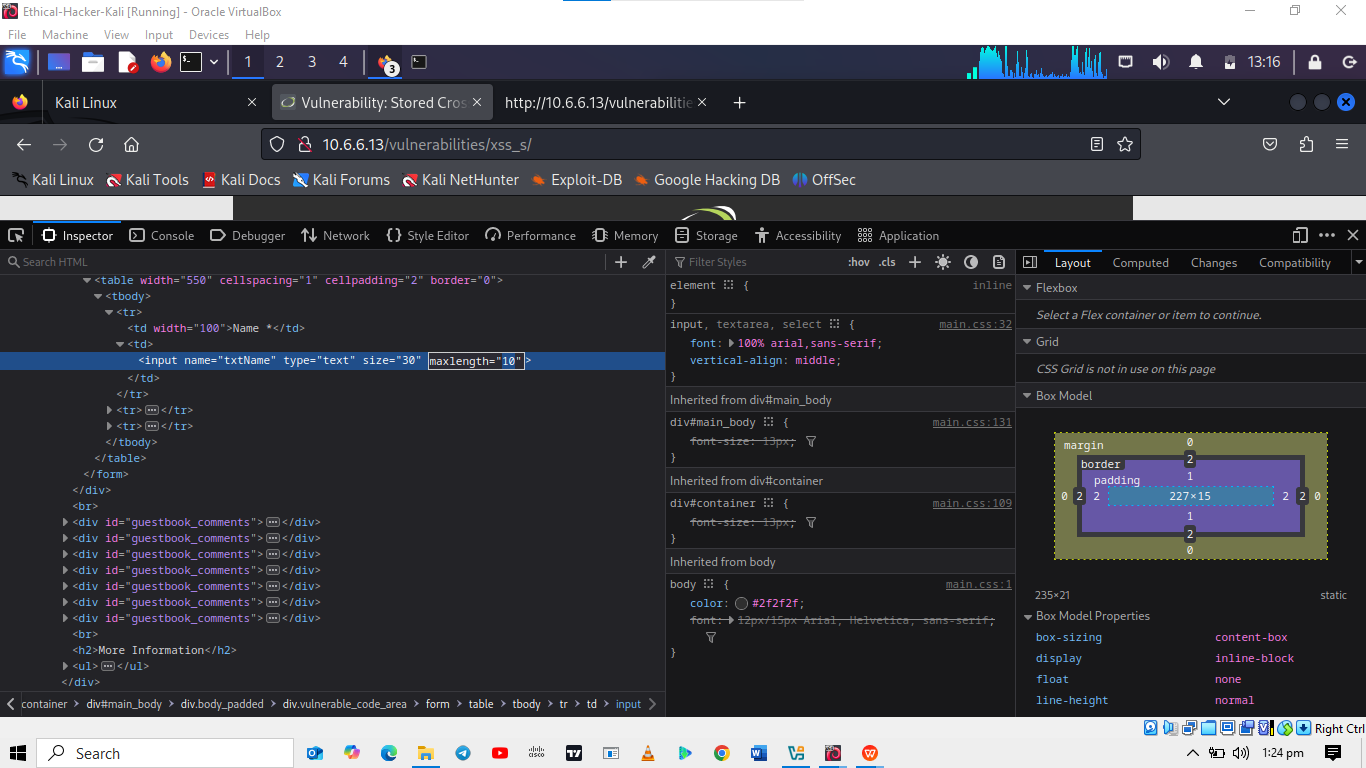 Ethical-Hacker-Kali [Running] - Oracle VirtualBox
File Machine View Input Devices Help
1 2 3 4 3 13:16
Kali Linux Vulnerability: Stored Cros http://10.6.6.13/vulnerabilitie
10.6.6.13/vulnerabilities/xss_s/
Kali Linux Kali Tools Kali Docs Kali Forums Kali NetHunter Exploit-DB Google Hacking DB OffSec
Inspector Console Debugger Network Style Editor Performance Memory Storage Accessibility Application
Search HTML
<table width="550" cellspacing="1" cellpadding="2" border="0">
<tbody>
<tr>
<td width="100">Name *</td>
<td>
<input name="txtName" type="text" size="30" maxlength="10">
</td>
</tr>
<tr></tr>
<tr></tr>
</tbody>
</table>
</form>
</div>
<br>
<div id="guestbook_comments"></div>
<div id="guestbook_comments"></div>
<div id="guestbook_comments"></div>
<div id="guestbook_comments"></div>
<div id="guestbook_comments"></div>
<div id="guestbook_comments"></div>
<div id="guestbook_comments"></div>
<br>
<h2>More Information</h2>
<ul></ul>
</div>
container div#main_body div.body_padded div.vulnerable_code_area form table tbody tr td input
Filter Styles :hov .cls
element { inline
}
input, textarea, select { main.css:32
font: 100% arial,sans-serif;
vertical-align: middle;
}
Inherited from div#main_body
div#main_body { main.css:131
font-size: 13px;
}
Inherited from div#container
div#container { main.css:109
font-size: 13px;
}
Inherited from body
body { main.css:1
color: #2f2f2f;
font: 12px/15px Arial, Helvetica, sans-serif;
}
Layout Computed Changes Compatibility
Flexbox
Select a Flex container or item to continue.
Grid
CSS Grid is not in use on this page
Box Model
margin 0
border 2
padding 1
0 2 2 227×15 2 2 0
1
2
0
235×21 static
Box Model Properties
box-sizing content-box
display inline-block
float none
line-height normal
Right Ctrl
Search 1:24 pm